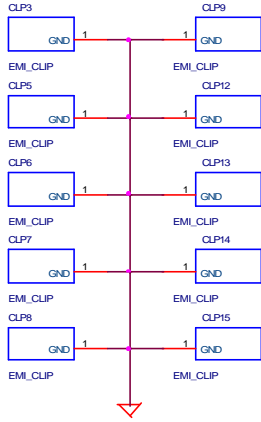 CLP3 CLP9
GND 1 1 GND
EMI_CLIP EMI_CLIP
CLP5 CLP12
GND 1 1 GND
EMI_CLIP EMI_CLIP
CLP6 CLP13
GND 1 1 GND
EMI_CLIP EMI_CLIP
CLP7 CLP14
GND 1 1 GND
EMI_CLIP EMI_CLIP
CLP8 CLP15
GND 1 1 GND
EMI_CLIP EMI_CLIP